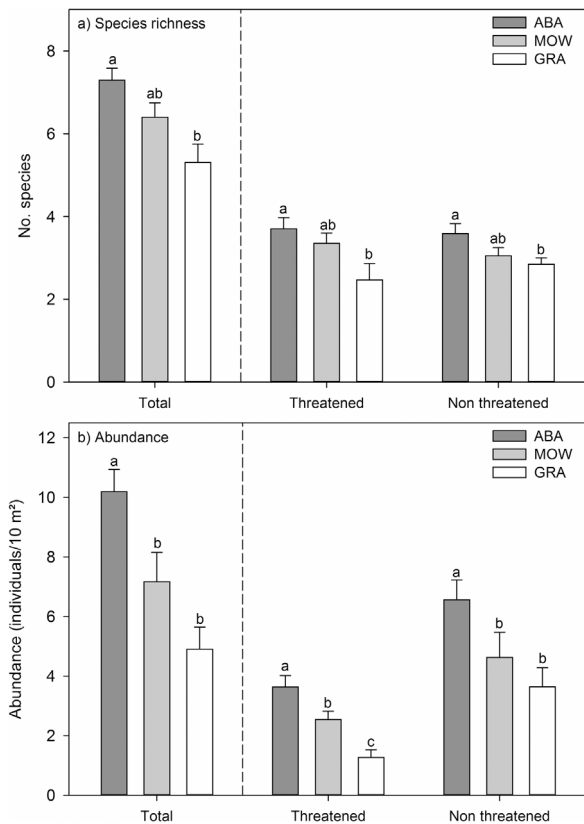 a) Species richness
ABA
MOW
GRA
No. species
8
6
4
2
0
a
ab
b
a
ab
b
a
ab
b
Total
Threatened
Non threatened
b) Abundance
ABA
MOW
GRA
Abundance (individuals/10 m²)
12
10
8
6
4
2
0
a
b
b
a
b
c
a
b
b
Total
Threatened
Non threatened